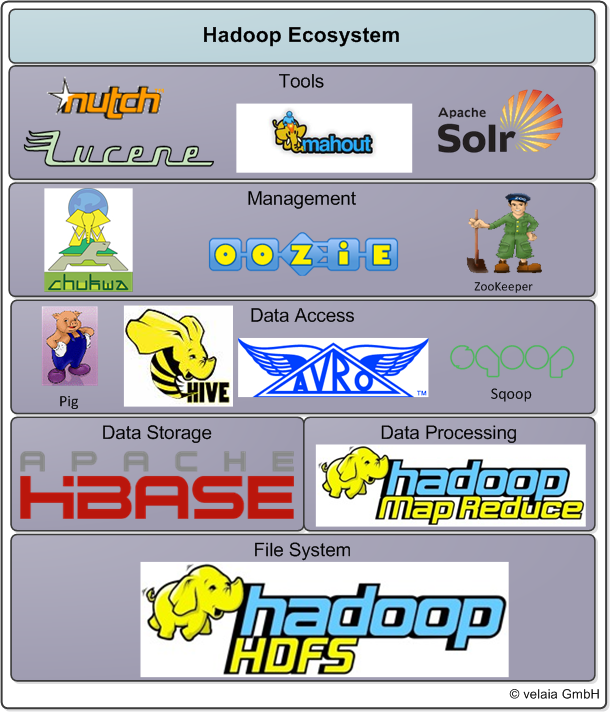 Hadoop Ecosystem
Tools
nutch
Lucene
mahout
Apache
Solr
Management
chukwa
OOZiE
ZooKeeper
Data Access
Pig
HIVE
AVRO TM
sqoop
Sqoop
Data Storage
APACHE
HBASE
Data Processing
hadoop
Map Reduce
File System
hadoop
HDFS
© velaia GmbH